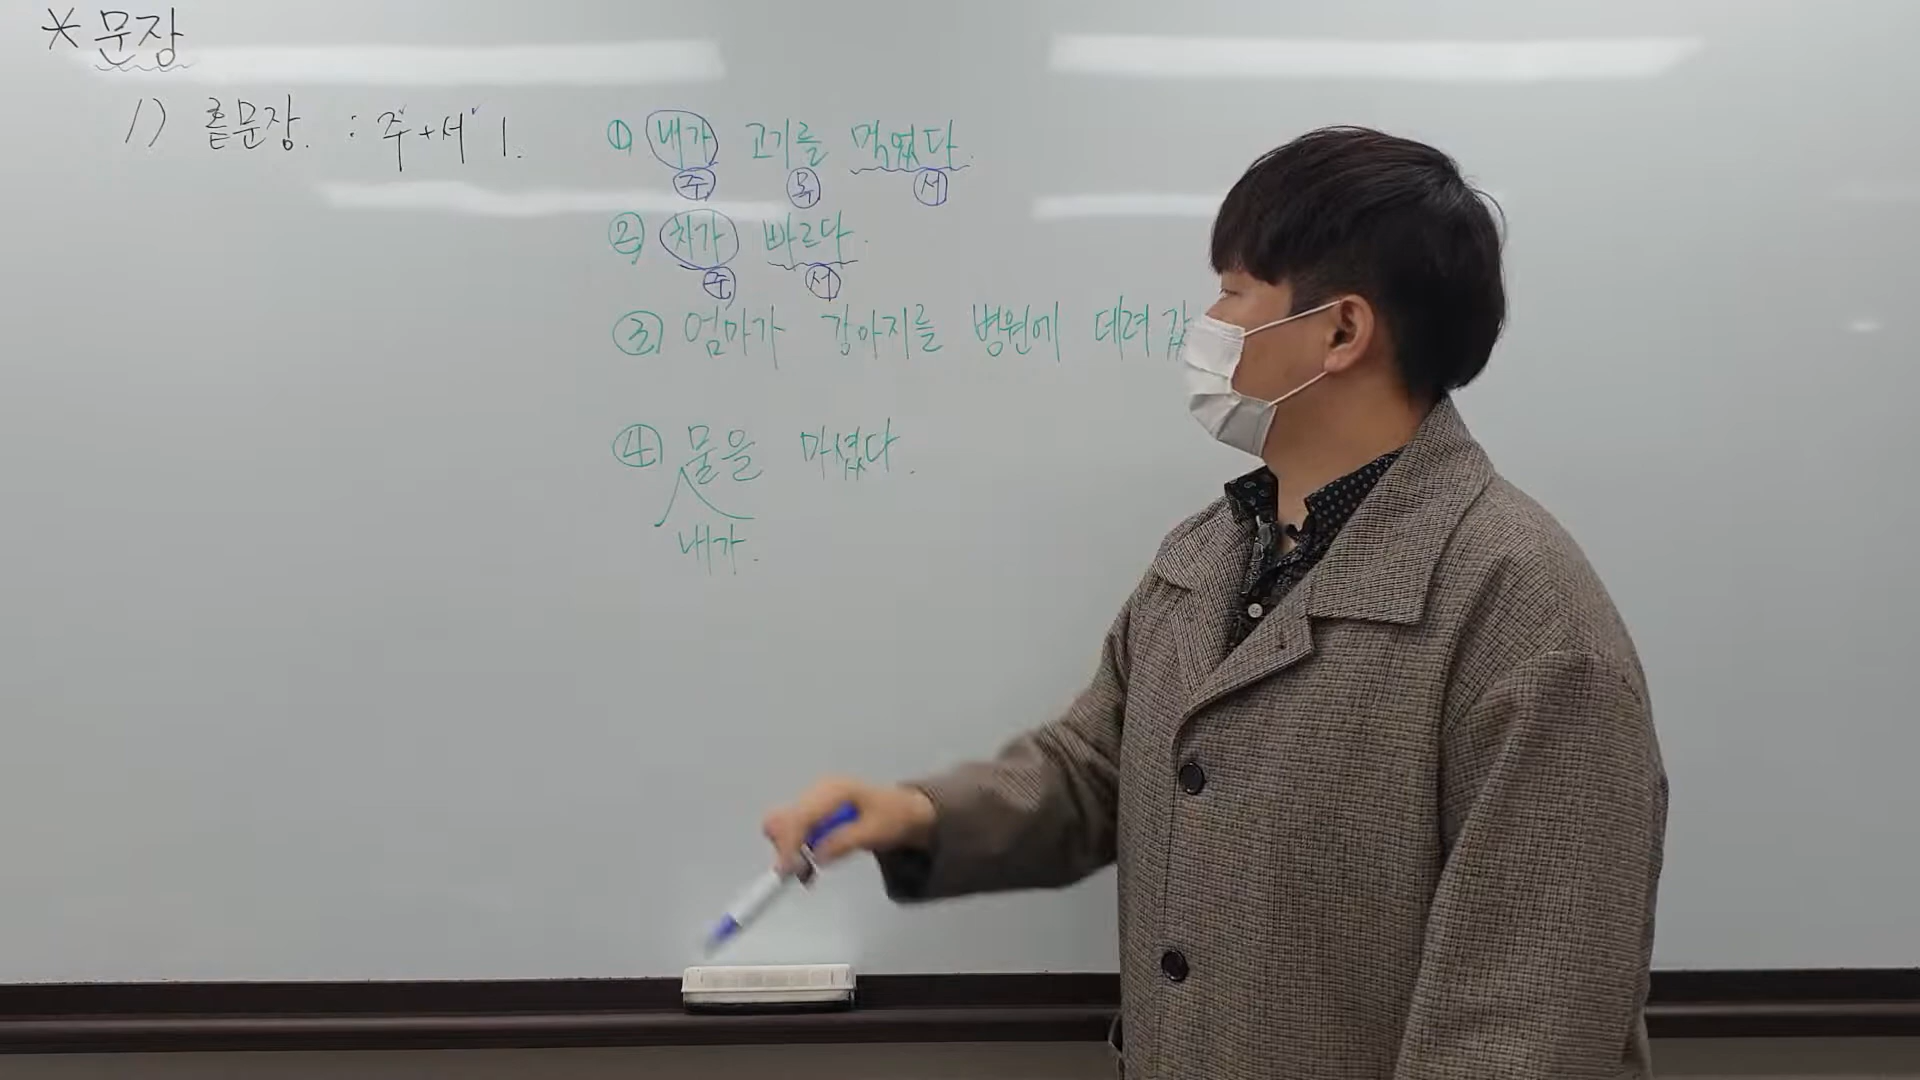 * 문장
1) 홑문장. : 주+서 1.
① 내가 고기를 먹었다.
주 목 서
② 차가 빠르다.
주 서
③ 엄마가 강아지를 병원에 데려갔
④ 물을 마셨다.
내가.